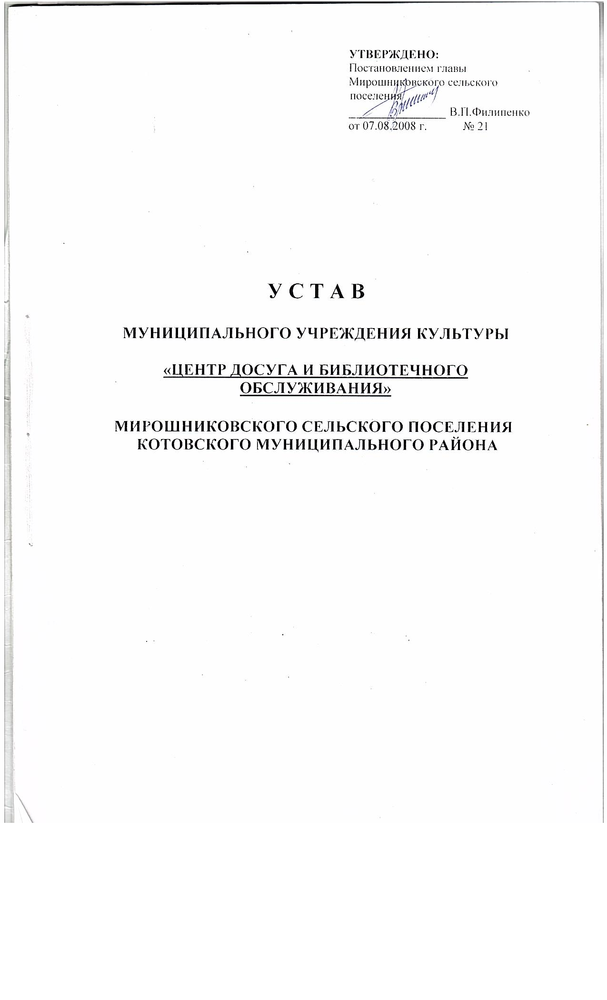 УТВЕРЖДЕНО:
Постановлением главы
Мирошниковского сельского
поселения
________________ В.П.Филипенко
от 07.08.2008 г. № 21
У С Т А В
МУНИЦИПАЛЬНОГО УЧРЕЖДЕНИЯ КУЛЬТУРЫ
«ЦЕНТР ДОСУГА И БИБЛИОТЕЧНОГО
ОБСЛУЖИВАНИЯ»
МИРОШНИКОВСКОГО СЕЛЬСКОГО ПОСЕЛЕНИЯ
КОТОВСКОГО МУНИЦИПАЛЬНОГО РАЙОНА